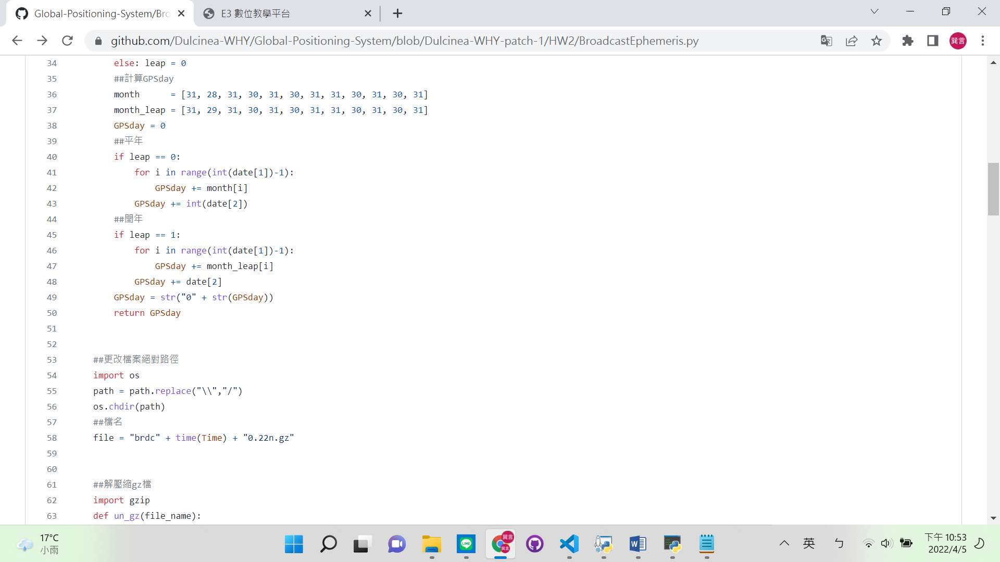 Global-Positioning-System/Bro
E3 數位教學平台
github.com/Dulcinea-WHY/Global-Positioning-System/blob/Dulcinea-WHY-patch-1/HW2/BroadcastEphemeris.py
巽言
34 else: leap = 0
35 ##計算GPSday
36 month      = [31, 28, 31, 30, 31, 30, 31, 31, 30, 31, 30, 31]
37 month_leap = [31, 29, 31, 30, 31, 30, 31, 31, 30, 31, 30, 31]
38 GPSday = 0
39 ##平年
40 if leap == 0:
41 for i in range(int(date[1])-1):
42 GPSday += month[i]
43 GPSday += int(date[2])
44 ##閏年
45 if leap == 1:
46 for i in range(int(date[1])-1):
47 GPSday += month_leap[i]
48 GPSday += date[2]
49 GPSday = str("0" + str(GPSday))
50 return GPSday
51
52
53 ##更改檔案絕對路徑
54 import os
55 path = path.replace("\\","/")
56 os.chdir(path)
57 ##檔名
58 file = "brdc" + time(Time) + "0.22n.gz"
59
60
61 ##解壓縮gz檔
62 import gzip
63 def un_gz(file_name):
17°C
小雨
LINE
巽言
巽言
W
英
ㄅ
下午 10:53
2022/4/5